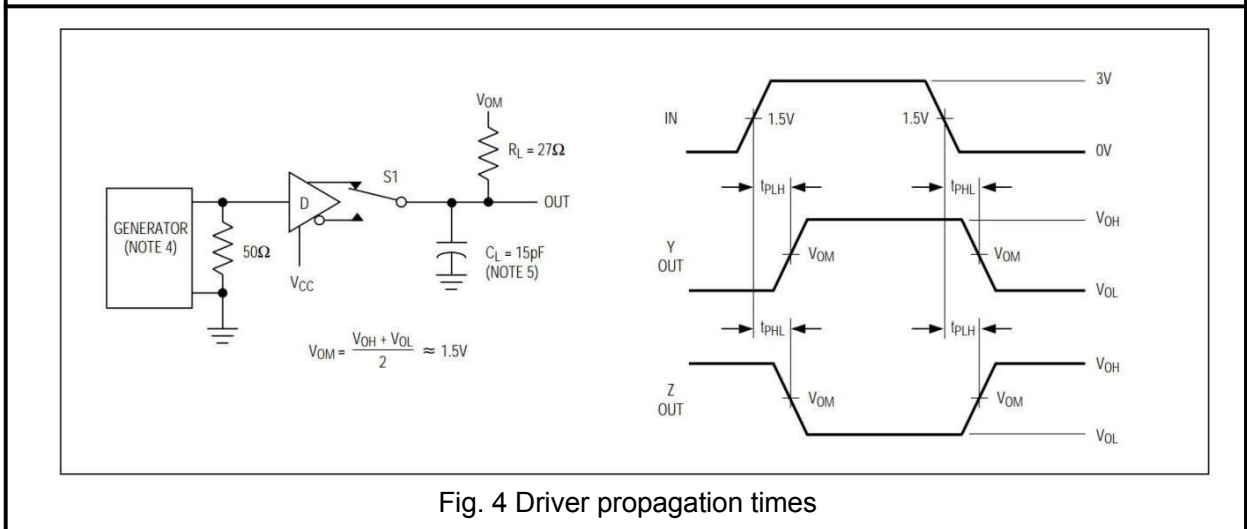 GENERATOR
(NOTE 4)
50Ω
D
VCC
S1
VOM
RL = 27Ω
OUT
CL = 15pF
(NOTE 5)
VOM = VOH + VOL / 2 ≈ 1.5V
IN
1.5V
1.5V
3V
0V
tPLH
tPHL
Y
OUT
VOM
VOM
VOH
VOL
tPHL
tPLH
Z
OUT
VOM
VOM
VOH
VOL
Fig. 4 Driver propagation times